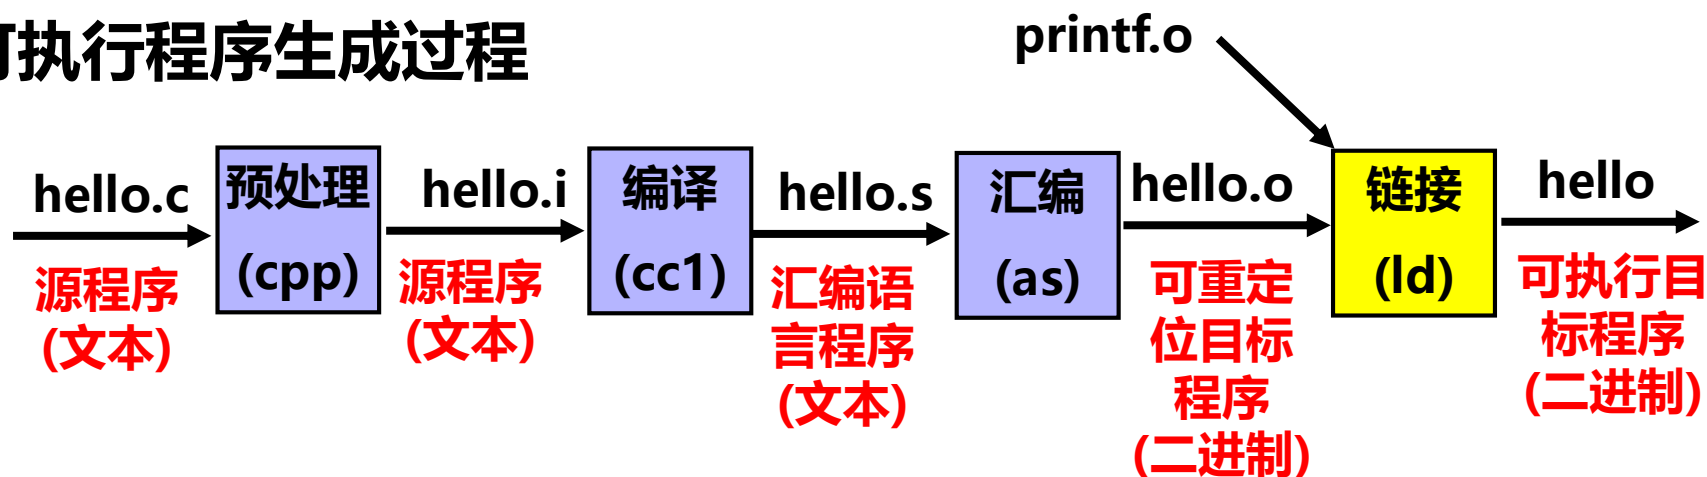 可执行程序生成过程
printf.o
hello.c
预处理
(cpp)
hello.i
编译
(cc1)
hello.s
汇编
(as)
hello.o
链接
(ld)
hello
源程序
(文本)
源程序
(文本)
汇编语
言程序
(文本)
可重定
位目标
程序
(二进制)
可执行目
标程序
(二进制)